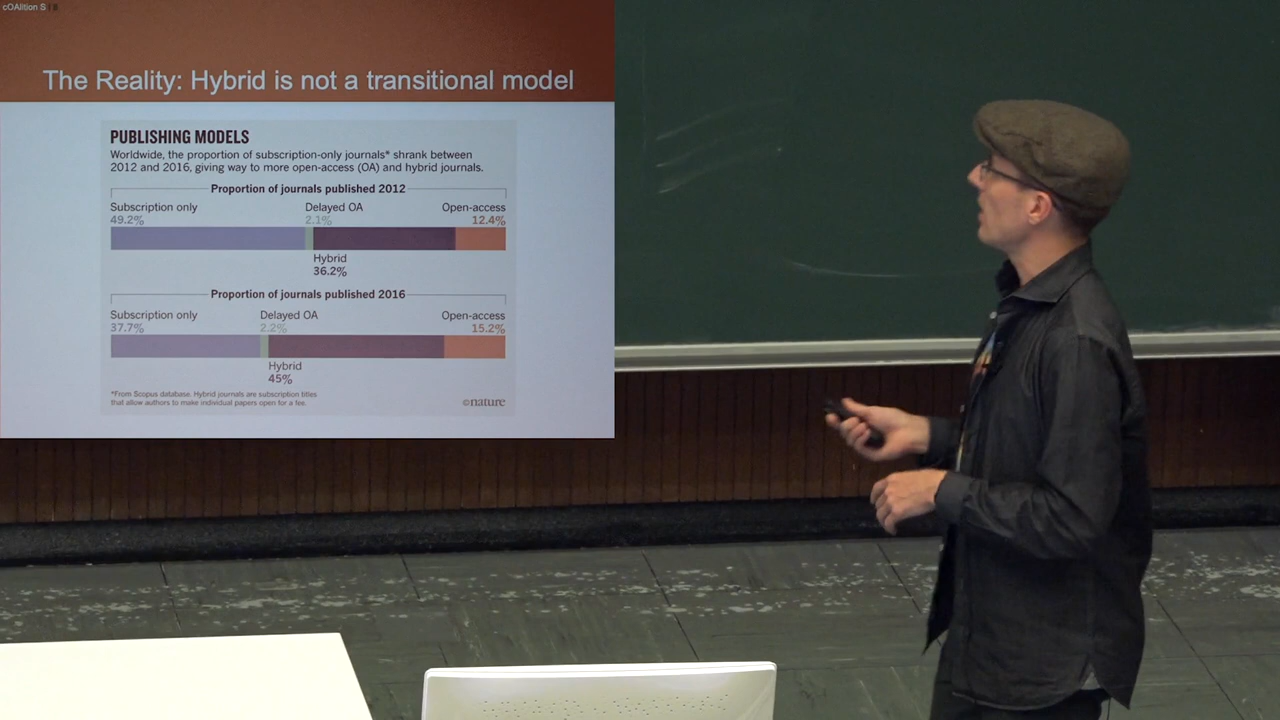 cOAlition S | 8
The Reality: Hybrid is not a transitional model
PUBLISHING MODELS
Worldwide, the proportion of subscription-only journals* shrank between
2012 and 2016, giving way to more open-access (OA) and hybrid journals.
Proportion of journals published 2012
Subscription only Delayed OA Open-access
49.2% 2.1% 12.4%
Hybrid
36.2%
Proportion of journals published 2016
Subscription only Delayed OA Open-access
37.7% 2.2% 15.2%
Hybrid
45%
*From Scopus database. Hybrid journals are subscription titles
that allow authors to make individual papers open for a fee.
©nature